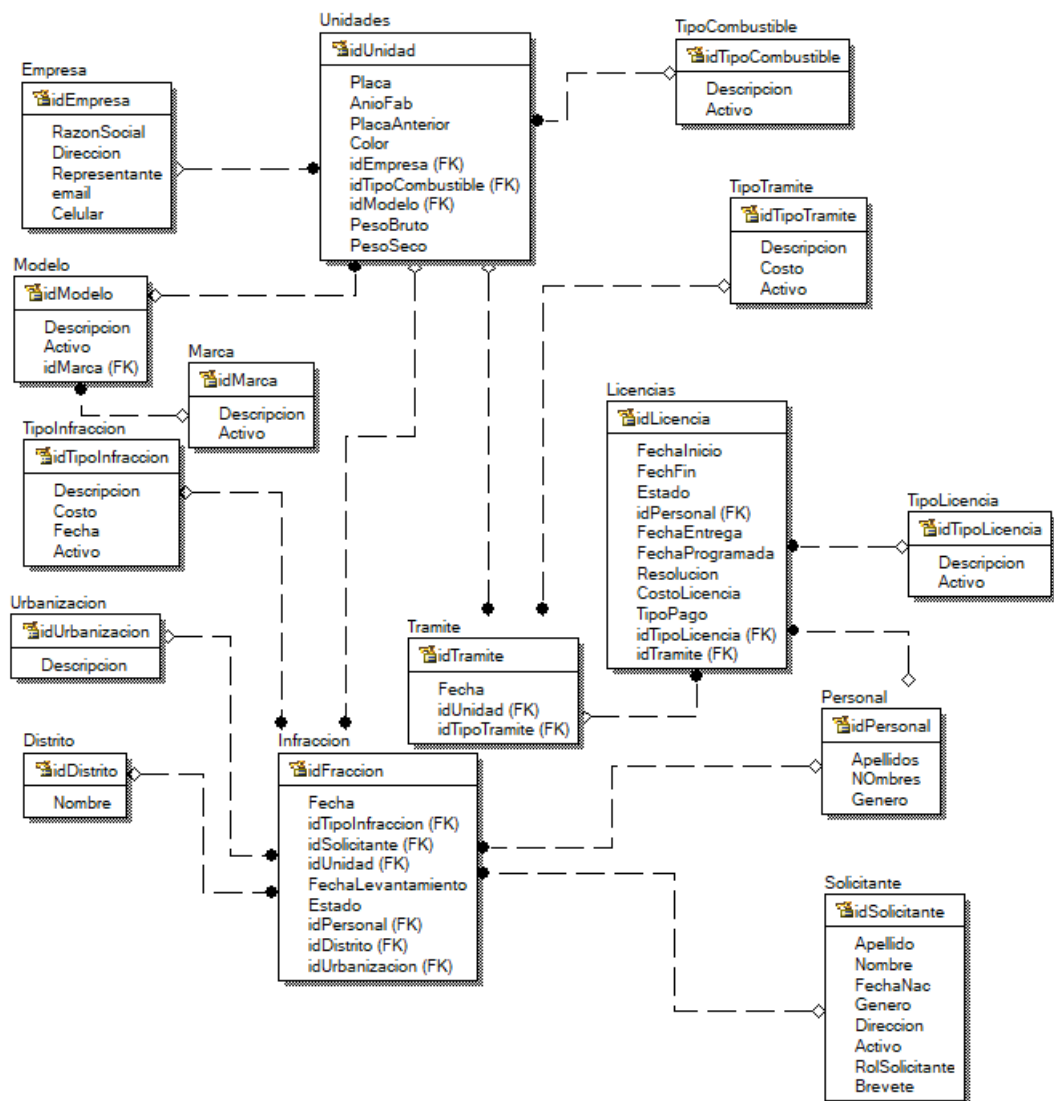 Unidades
idUnidad
Placa
AnioFab
PlacaAnterior
Color
idEmpresa (FK)
idTipoCombustible (FK)
idModelo (FK)
PesoBruto
PesoSeco
TipoCombustible
idTipoCombustible
Descripcion
Activo
Empresa
idEmpresa
RazonSocial
Direccion
Representante
email
Celular
TipoTramite
idTipoTramite
Descripcion
Costo
Activo
Modelo
idModelo
Descripcion
Activo
idMarca (FK)
Marca
idMarca
Descripcion
Activo
Licencias
idLicencia
FechaInicio
FechFin
Estado
idPersonal (FK)
FechaEntrega
FechaProgramada
Resolucion
CostoLicencia
TipoPago
idTipoLicencia (FK)
idTramite (FK)
TipoInfraccion
idTipoInfraccion
Descripcion
Costo
Fecha
Activo
TipoLicencia
idTipoLicencia
Descripcion
Activo
Urbanizacion
idUrbanizacion
Descripcion
Tramite
idTramite
Fecha
idUnidad (FK)
idTipoTramite (FK)
Personal
idPersonal
Apellidos
NOmbres
Genero
Distrito
idDistrito
Nombre
Infraccion
idFraccion
Fecha
idTipoInfraccion (FK)
idSolicitante (FK)
idUnidad (FK)
FechaLevantamiento
Estado
idPersonal (FK)
idDistrito (FK)
idUrbanizacion (FK)
Solicitante
idSolicitante
Apellido
Nombre
FechaNac
Genero
Direccion
Activo
RolSolicitante
Brevete